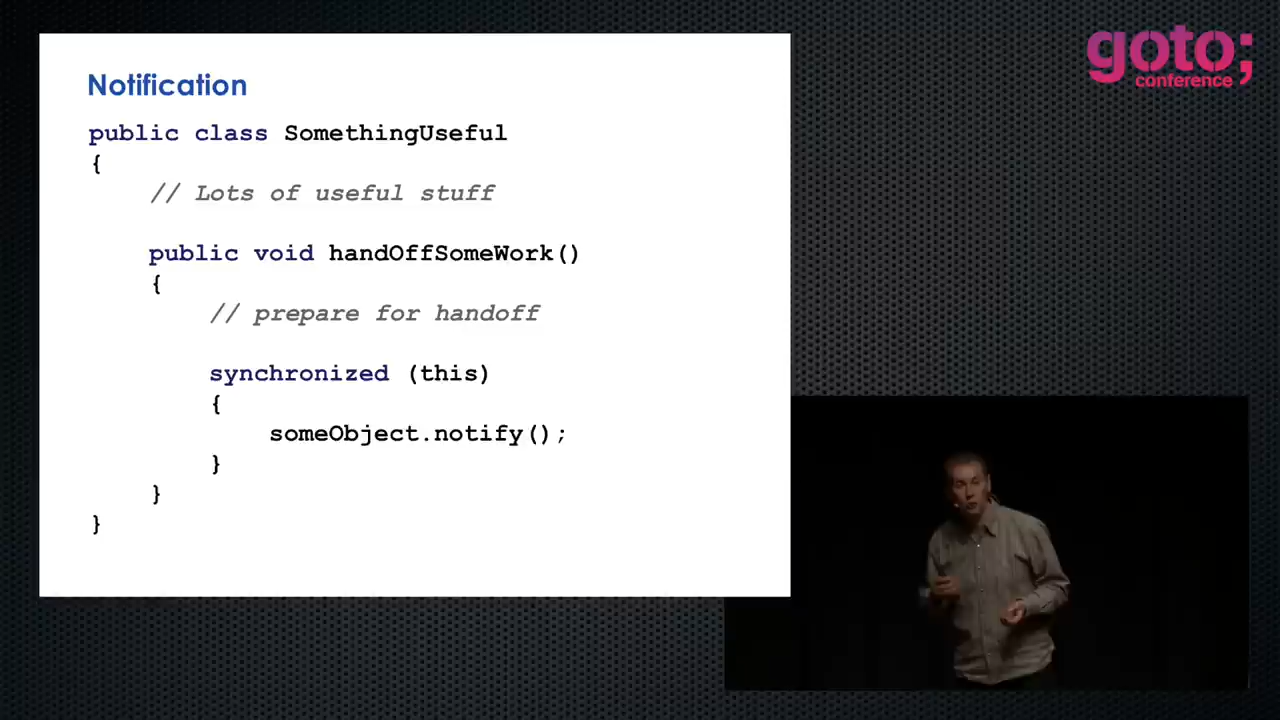 goto;
conference
Notification
public class SomethingUseful
{
// Lots of useful stuff
public void handOffSomeWork()
{
// prepare for handoff
synchronized (this)
{
someObject.notify();
}
}
}